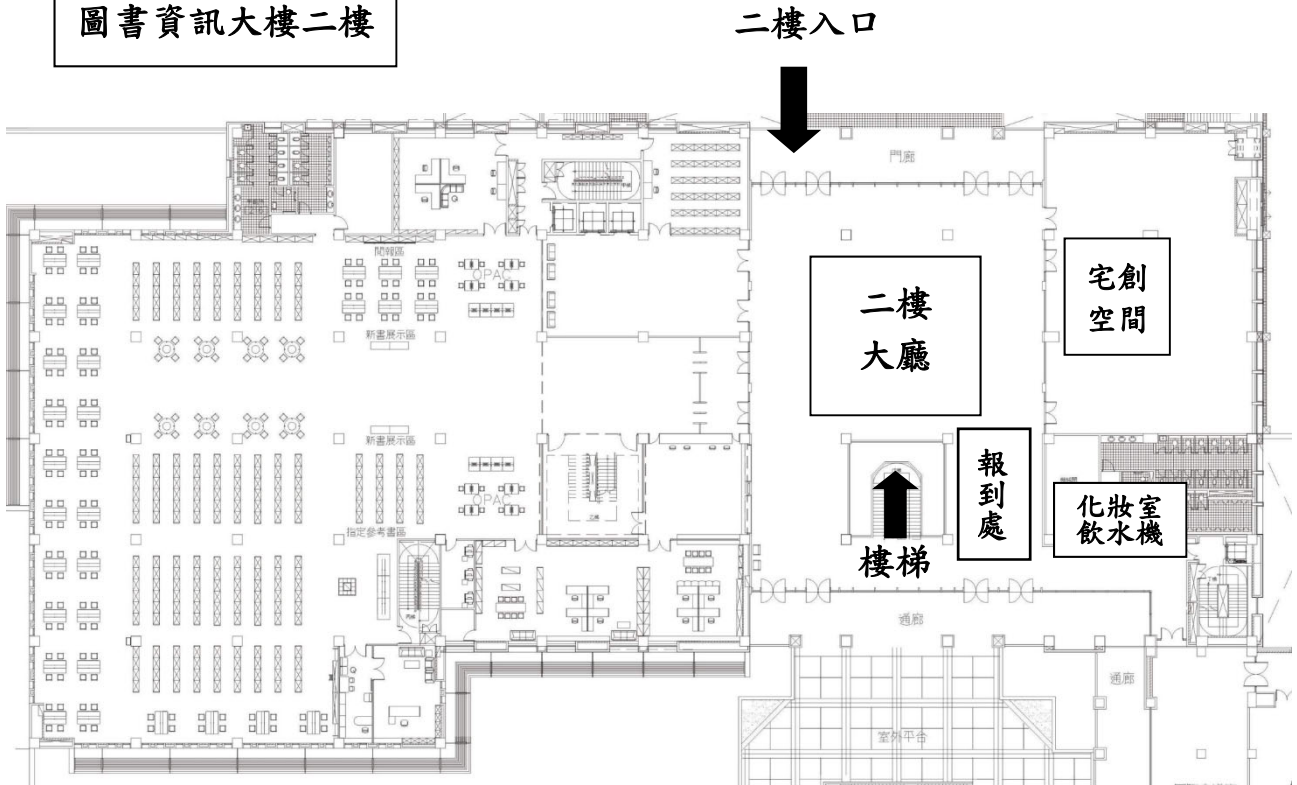 圖書資訊大樓二樓
二樓入口
門廊
閱報區
OPAC
宅創
空間
二樓
大廳
新書展示區
新書展示區
報到處
OPAC
化妝室
飲水機
指定參考書區
樓梯
通廊
通廊
室外平台